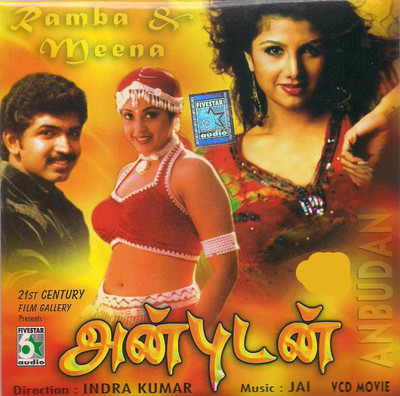 Ramba &
Meena
FIVESTAR
audio
21ST CENTURY
FILM GALLERY
Presents
FIVESTAR
audio
அன்புடன்
ANBUDAN
Direction : INDRA KUMAR
Music : JAI
VCD MOVIE